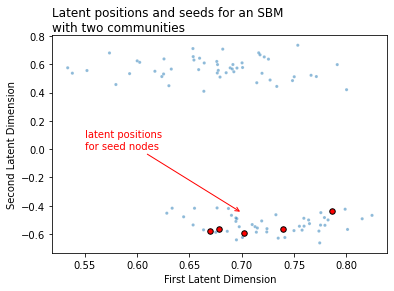 Latent positions and seeds for an SBM
with two communities
Second Latent Dimension
0.8
0.6
0.4
0.2
0.0
−0.2
−0.4
−0.6
latent positions
for seed nodes
0.55
0.60
0.65
0.70
0.75
0.80
First Latent Dimension